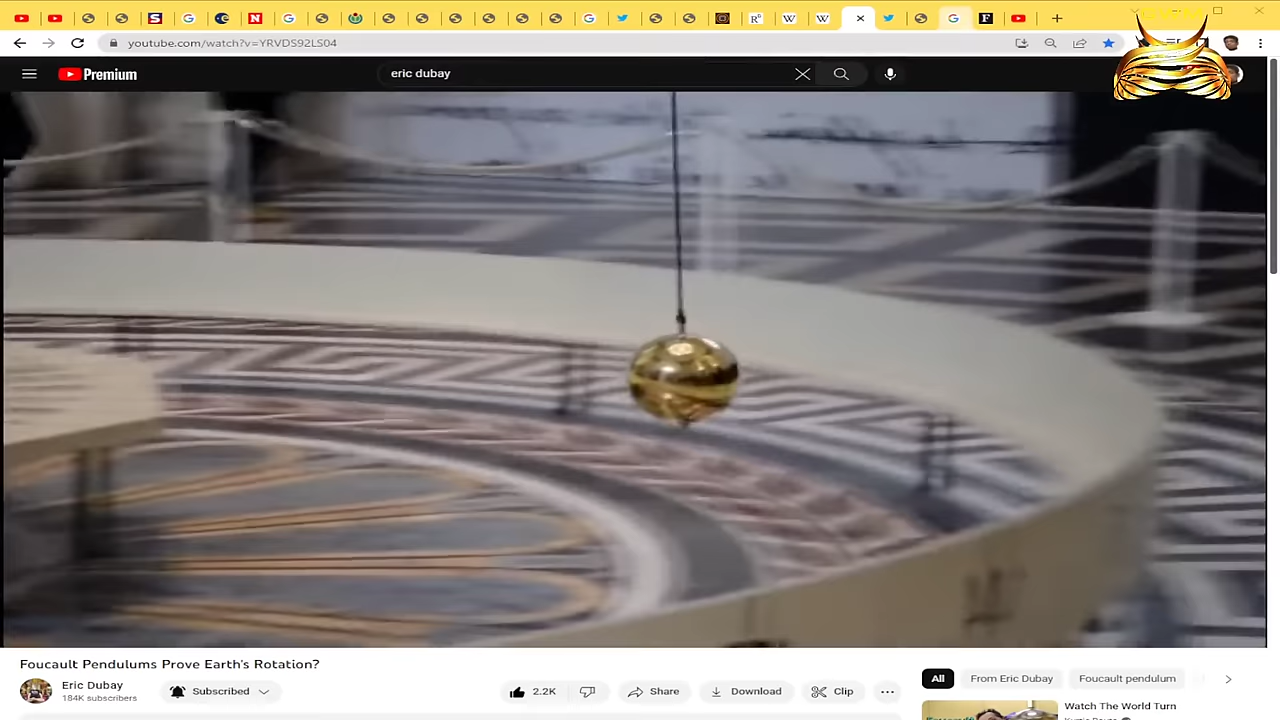 youtube.com/watch?v=YRVDS92LS04
Premium
eric dubay
Foucault Pendulums Prove Earth's Rotation?
Eric Dubay
184K subscribers
Subscribed
2.2K
Share
Download
Clip
All
From Eric Dubay
Foucault pendulum
Watch The World Turn